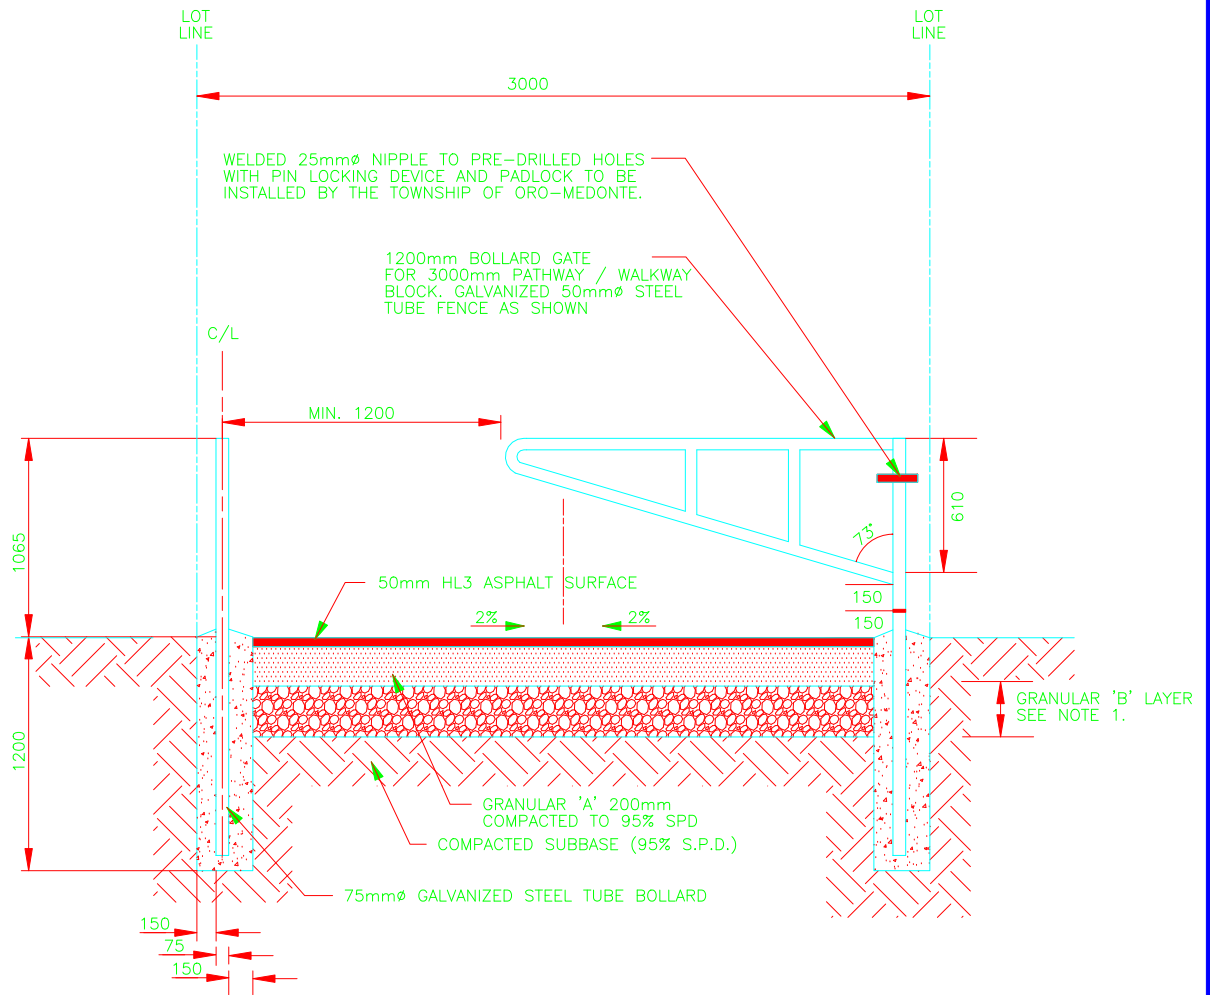 LOT
LINE
LOT
LINE
3000
WELDED 25mmø NIPPLE TO PRE-DRILLED HOLES
WITH PIN LOCKING DEVICE AND PADLOCK TO BE
INSTALLED BY THE TOWNSHIP OF ORO-MEDONTE.
1200mm BOLLARD GATE
FOR 3000mm PATHWAY / WALKWAY
BLOCK. GALVANIZED 50mmø STEEL
TUBE FENCE AS SHOWN
C/L
MIN. 1200
1065
610
73°
50mm HL3 ASPHALT SURFACE
150
2%
2%
150
GRANULAR 'B' LAYER
SEE NOTE 1.
1200
GRANULAR 'A' 200mm
COMPACTED TO 95% SPD
COMPACTED SUBBASE (95% S.P.D.)
75mmø GALVANIZED STEEL TUBE BOLLARD
150
75
150